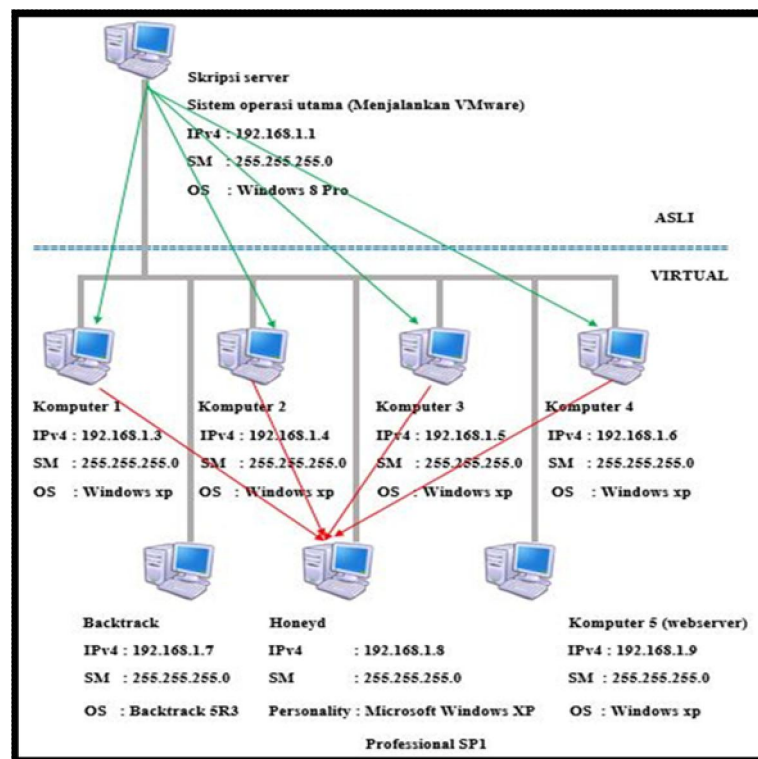 Skripsi server
Sistem operasi utama (Menjalankan VMware)
IPv4 : 192.168.1.1
SM : 255.255.255.0
OS : Windows 8 Pro
ASLI
VIRTUAL
Komputer 1
IPv4 : 192.168.1.3
SM : 255.255.255.0
OS : Windows xp
Komputer 2
IPv4 : 192.168.1.4
SM : 255.255.255.0
OS : Windows xp
Komputer 3
IPv4 : 192.168.1.5
SM : 255.255.255.0
OS : Windows xp
Komputer 4
IPv4 : 192.168.1.6
SM : 255.255.255.0
OS : Windows xp
Backtrack
IPv4 : 192.168.1.7
SM : 255.255.255.0
OS : Backtrack 5R3
Honeyd
IPv4 : 192.168.1.8
SM : 255.255.255.0
Personality : Microsoft Windows XP
Professional SP1
Komputer 5 (webserver)
IPv4 : 192.168.1.9
SM : 255.255.255.0
OS : Windows xp